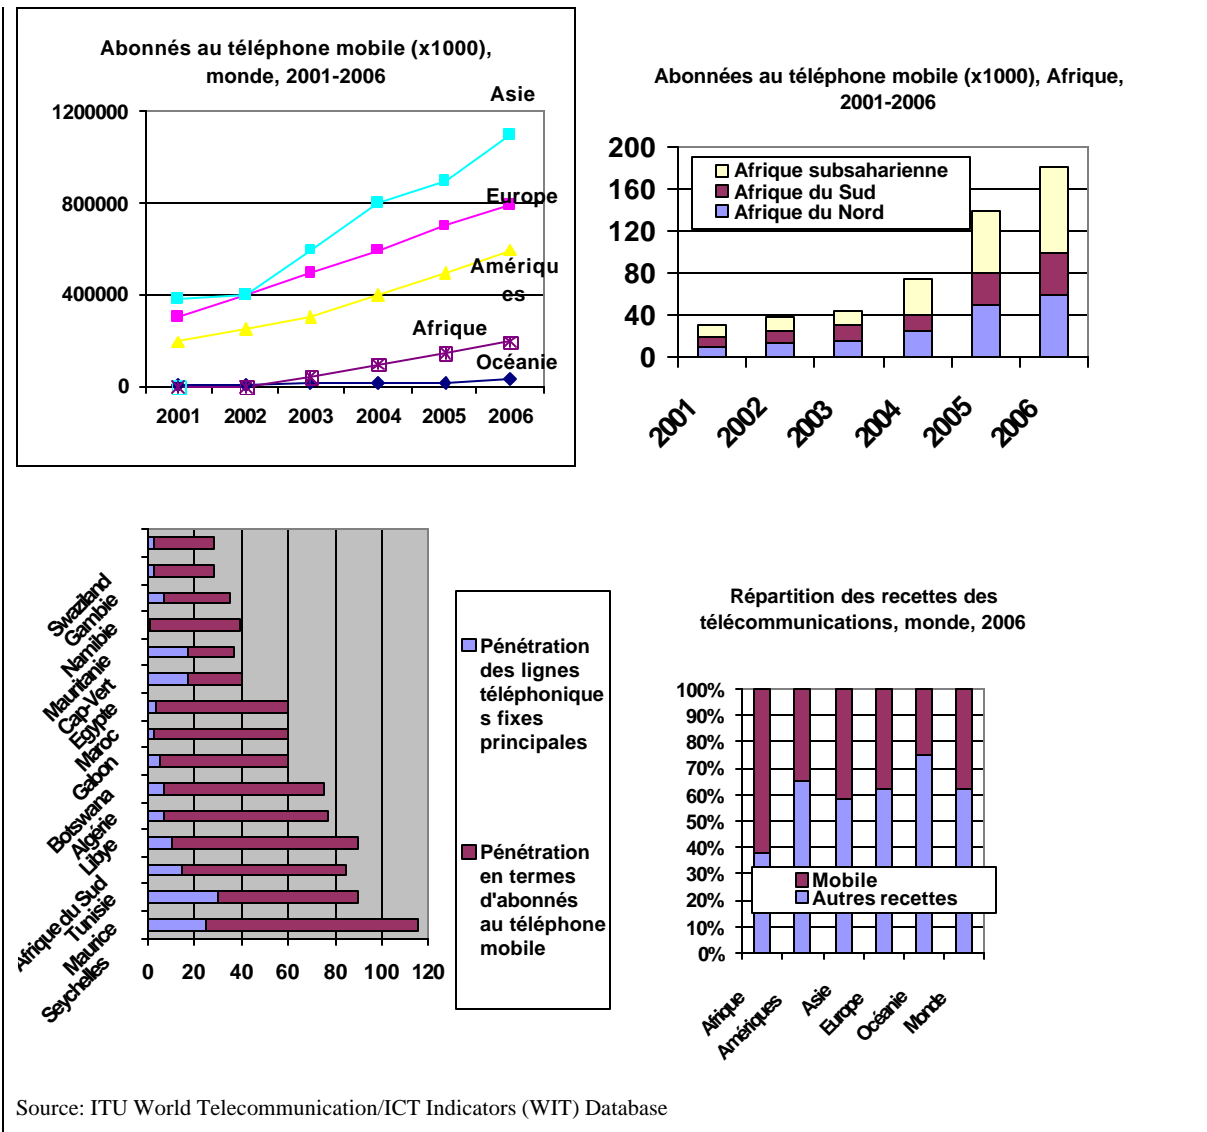 Abonnés au téléphone mobile (x1000),
monde, 2001-2006
Asie
1200000
800000
400000
0
Europe
Amériqu
es
Afrique
Océanie
2001 2002 2003 2004 2005 2006
Abonnées au téléphone mobile (x1000), Afrique,
2001-2006
200
160
120
80
40
0
Afrique subsaharienne
Afrique du Sud
Afrique du Nord
2001 2002 2003 2004 2005 2006
Swaziland
Gambie
Namibie
Mauritanie
Cap-Vert
Egypte
Maroc
Gabon
Botswana
Algérie
Libye
Afrique du Sud
Tunisie
Maurice
Seychelles
0 20 40 60 80 100 120
Pénétration
des lignes
téléphonique
s fixes
principales
Pénétration
en termes
d'abonnés
au téléphone
mobile
Répartition des recettes des
télécommunications, monde, 2006
100%
90%
80%
70%
60%
50%
40%
30%
20%
10%
0%
Mobile
Autres recettes
Afrique
Amériques
Asie
Europe
Océanie
Monde
Source: ITU World Telecommunication/ICT Indicators (WIT) Database